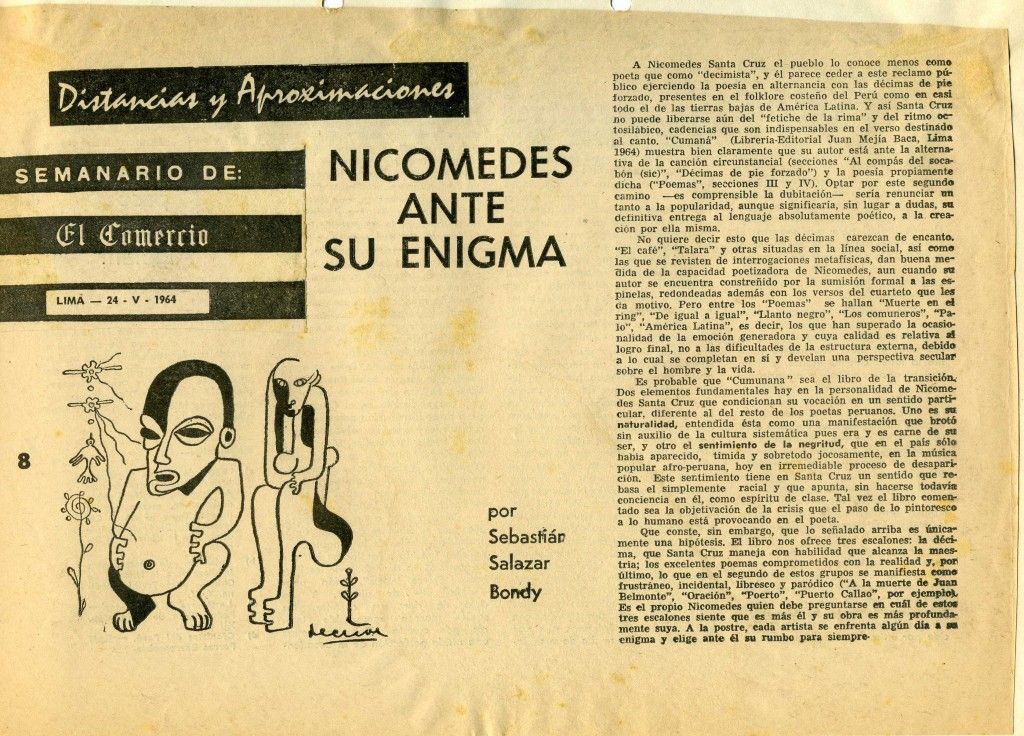 Distancias y Aproximaciones
SEMANARIO DE:
El Comercio
LIMA — 24 - V - 1964
NICOMEDES
ANTE
SU ENIGMA
8
por
Sebastián
Salazar
Bondy
A Nicomedes Santa Cruz el pueblo lo conoce menos como
poeta que como "decimista", y él parece ceder a este reclamo pú-
blico ejerciendo la poesía en alternancia con las décimas de pie
forzado, presentes en el folklore costeño del Perú como en casi
todo el de las tierras bajas de América Latina. Y así Santa Cruz
no puede liberarse aún del "fetiche de la rima" y del ritmo oc-
tosilábico, cadencias que son indispensables en el verso destinado
al canto. "Cumaná" (Librería-Editorial Juan Mejía Baca, Lima
1964) muestra bien claramente que su autor está ante la alterna-
tiva de la canción circunstancial (secciones "Al compás del soca-
bón (sic)", "Décimas de pie forzado") y la poesía propiamente
dicha ("Poemas", secciones III y IV). Optar por este segundo
camino —es comprensible la dubitación— sería renunciar un
tanto a la popularidad, aunque significaría, sin lugar a dudas, su
definitiva entrega al lenguaje absolutamente poético, a la crea-
ción por ella misma.
No quiere decir esto que las décimas carezcan de encanto.
"El café", "Talara" y otras situadas en la línea social, así como
las que se revisten de interrogaciones metafísicas, dan buena me-
dida de la capacidad poetizadora de Nicomedes, aun cuando su
autor se encuentra constreñido por la sumisión formal a las es-
pinelas, redondeadas además con los versos del cuarteto que les
da motivo. Pero entre los "Poemas" se hallan "Muerte en el
ring", "De igual a igual", "Llanto negro", "Los comuneros", "Pa-
lo", "América Latina", es decir, los que han superado la ocasio-
nalidad de la emoción generadora y cuya calidad es relativa al
logro final, no a las dificultades de la estructura externa, debido
a lo cual se completan en sí y develan una perspectiva secular
sobre el hombre y la vida.
Es probable que "Cumunana" sea el libro de la transición.
Dos elementos fundamentales hay en la personalidad de Nicome-
des Santa Cruz que condicionan su vocación en un sentido parti-
cular, diferente al del resto de los poetas peruanos. Uno es su
naturalidad, entendida ésta como una manifestación que brotó
sin auxilio de la cultura sistemática pues era y es carne de su
ser, y otro el sentimiento de la negritud, que en el país sólo
había aparecido, tímida y sobretodo jocosamente, en la música
popular afro-peruana, hoy en irremediable proceso de desapari-
ción. Este sentimiento tiene en Santa Cruz un sentido que re-
basa el simplemente racial y que apunta, sin hacerse todavía
conciencia en él, como espíritu de clase. Tal vez el libro comen-
tado sea la objetivación de la crisis que el paso de lo pintoresco
a lo humano está provocando en el poeta.
Que conste, sin embargo, que lo señalado arriba es única-
mente una hipótesis. El libro nos ofrece tres escalones: la déci-
ma, que Santa Cruz maneja con habilidad que alcanza la maes-
tría; los excelentes poemas comprometidos con la realidad y, por
último, lo que en el segundo de estos grupos se manifiesta como
frustráneo, incidental, libresco y paródico ("A la muerte de Juan
Belmonte", "Oración", "Poerto", "Puerto Callao", por ejemplo).
Es el propio Nicomedes quien debe preguntarse en cuál de estos
tres escalones siente que es más él y su obra es más profunda-
mente suya. A la postre, cada artista se enfrenta algún día a su
enigma y elige ante él su rumbo para siempre.